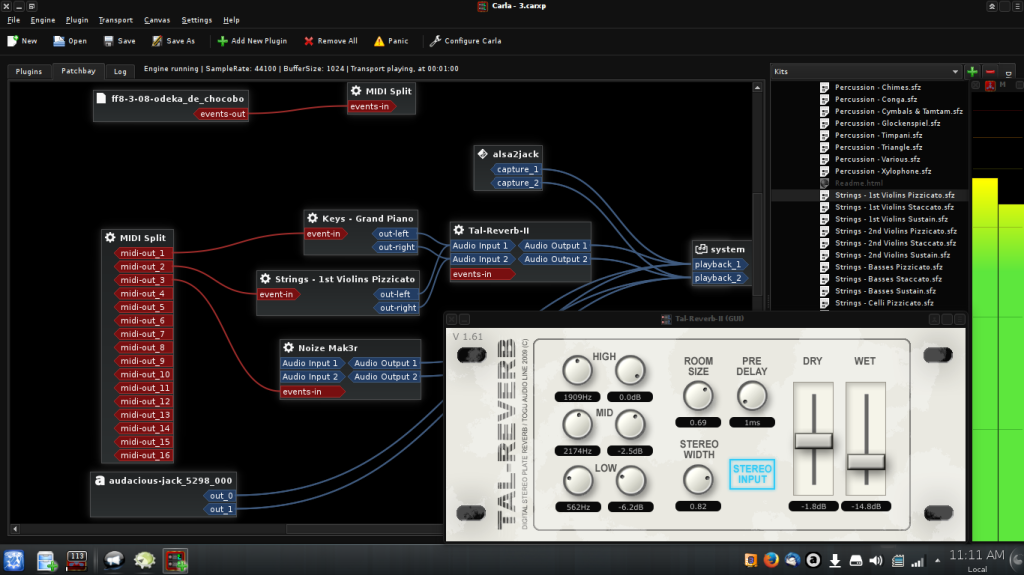 Carla - 3.carxp
File Engine Plugin Transport Canvas Settings Help
New Open Save Save As Add New Plugin Remove All Panic Configure Carla
Plugins Patchbay Log Engine running | SampleRate: 44100 | BufferSize: 1024 | Transport playing, at 00:01:00
Kits
ff8-3-08-odeka_de_chocobo
events-out
MIDI Split
events-in
alsa2jack
capture_1
capture_2
Keys - Grand Piano
event-in out-left
out-right
Tal-Reverb-II
Audio Input 1 Audio Output 1
Audio Input 2 Audio Output 2
events-in
system
playback_1
playback_2
MIDI Split
midi-out_1
midi-out_2
midi-out_3
midi-out_4
midi-out_5
midi-out_6
midi-out_7
midi-out_8
midi-out_9
midi-out_10
midi-out_11
midi-out_12
midi-out_13
midi-out_14
midi-out_15
midi-out_16
Strings - 1st Violins Pizzicato
event-in out-left
out-right
Noize Mak3r
Audio Input 1 Audio Output 1
Audio Input 2 Audio Output 2
events-in
audacious-jack_5298_000
out_0
out_1
Percussion - Chimes.sfz
Percussion - Conga.sfz
Percussion - Cymbals & Tamtam.sfz
Percussion - Glockenspiel.sfz
Percussion - Timpani.sfz
Percussion - Triangle.sfz
Percussion - Various.sfz
Percussion - Xylophone.sfz
Readme.html
Strings - 1st Violins Pizzicato.sfz
Strings - 1st Violins Staccato.sfz
Strings - 1st Violins Sustain.sfz
Strings - 2nd Violins Pizzicato.sfz
Strings - 2nd Violins Staccato.sfz
Strings - 2nd Violins Sustain.sfz
Strings - Basses Pizzicato.sfz
Strings - Basses Staccato.sfz
Strings - Basses Sustain.sfz
Strings - Celli Pizzicato.sfz
Tal-Reverb-II (GUI)
V 1.61
TAL-REVERB
DIGITAL STEREO PLATE REVERB / TOGU AUDIO LINE 2009 (C)
HIGH
1909Hz 0.0dB
MID
2174Hz -2.5dB
LOW
562Hz -6.2dB
ROOM
SIZE
0.69
PRE
DELAY
1ms
STEREO
WIDTH
0.82
STEREO
INPUT
DRY
-1.8dB
WET
-14.8dB
113
11:11 AM
Local